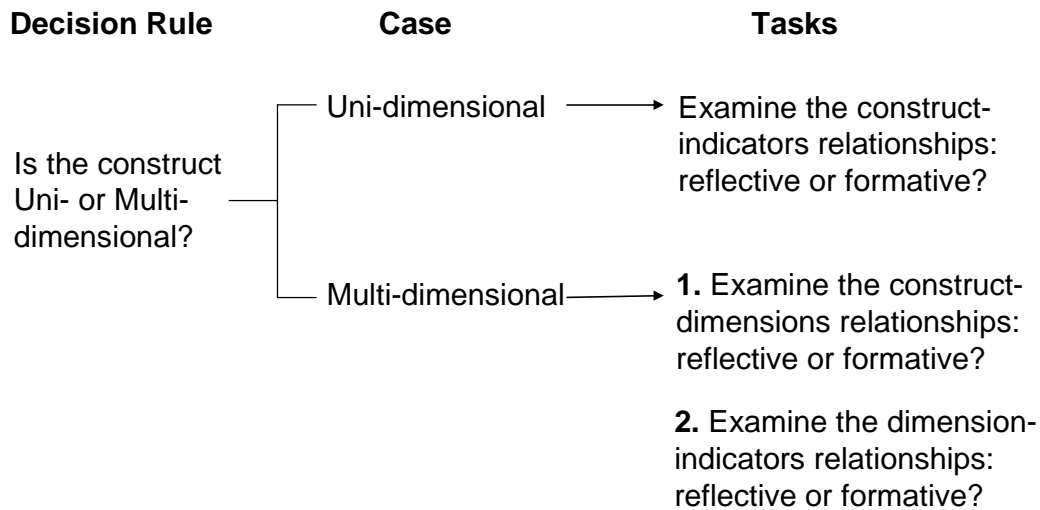 Decision Rule
Case
Tasks
Is the construct
Uni- or Multi-
dimensional?
Uni-dimensional
Examine the construct-
indicators relationships:
reflective or formative?
Multi-dimensional
1. Examine the construct-
dimensions relationships:
reflective or formative?
2. Examine the dimension-
indicators relationships:
reflective or formative?